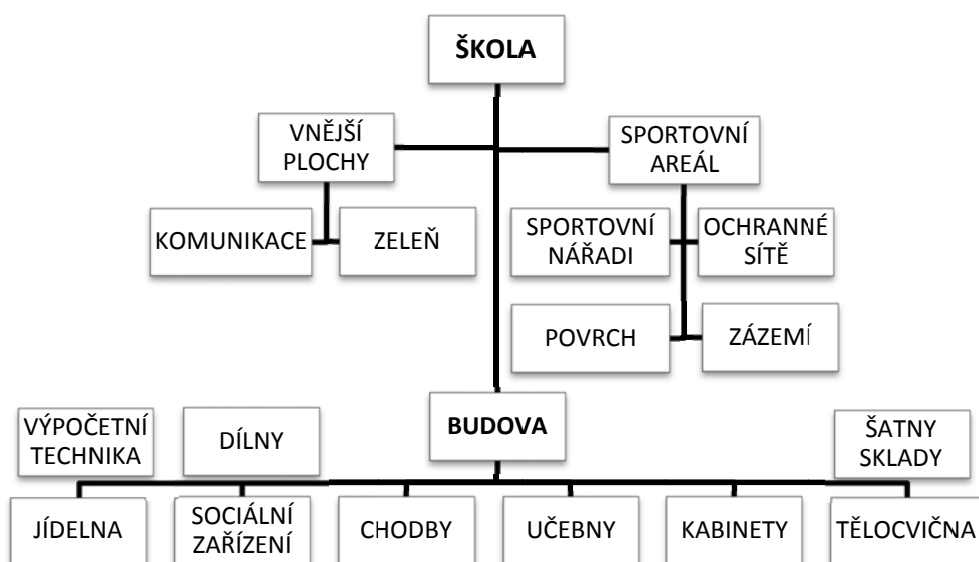 ŠKOLA
VNĚJŠÍ
PLOCHY
SPORTOVNÍ
AREÁL
KOMUNIKACE
ZELEŇ
SPORTOVNÍ
NÁŘADI
OCHRANNÉ
SÍTĚ
POVRCH
ZÁZEMÍ
BUDOVA
VÝPOČETNÍ
TECHNIKA
DÍLNY
ŠATNY
SKLADY
JÍDELNA
SOCIÁLNÍ
ZAŘÍZENÍ
CHODBY
UČEBNY
KABINETY
TĚLOCVIČNA